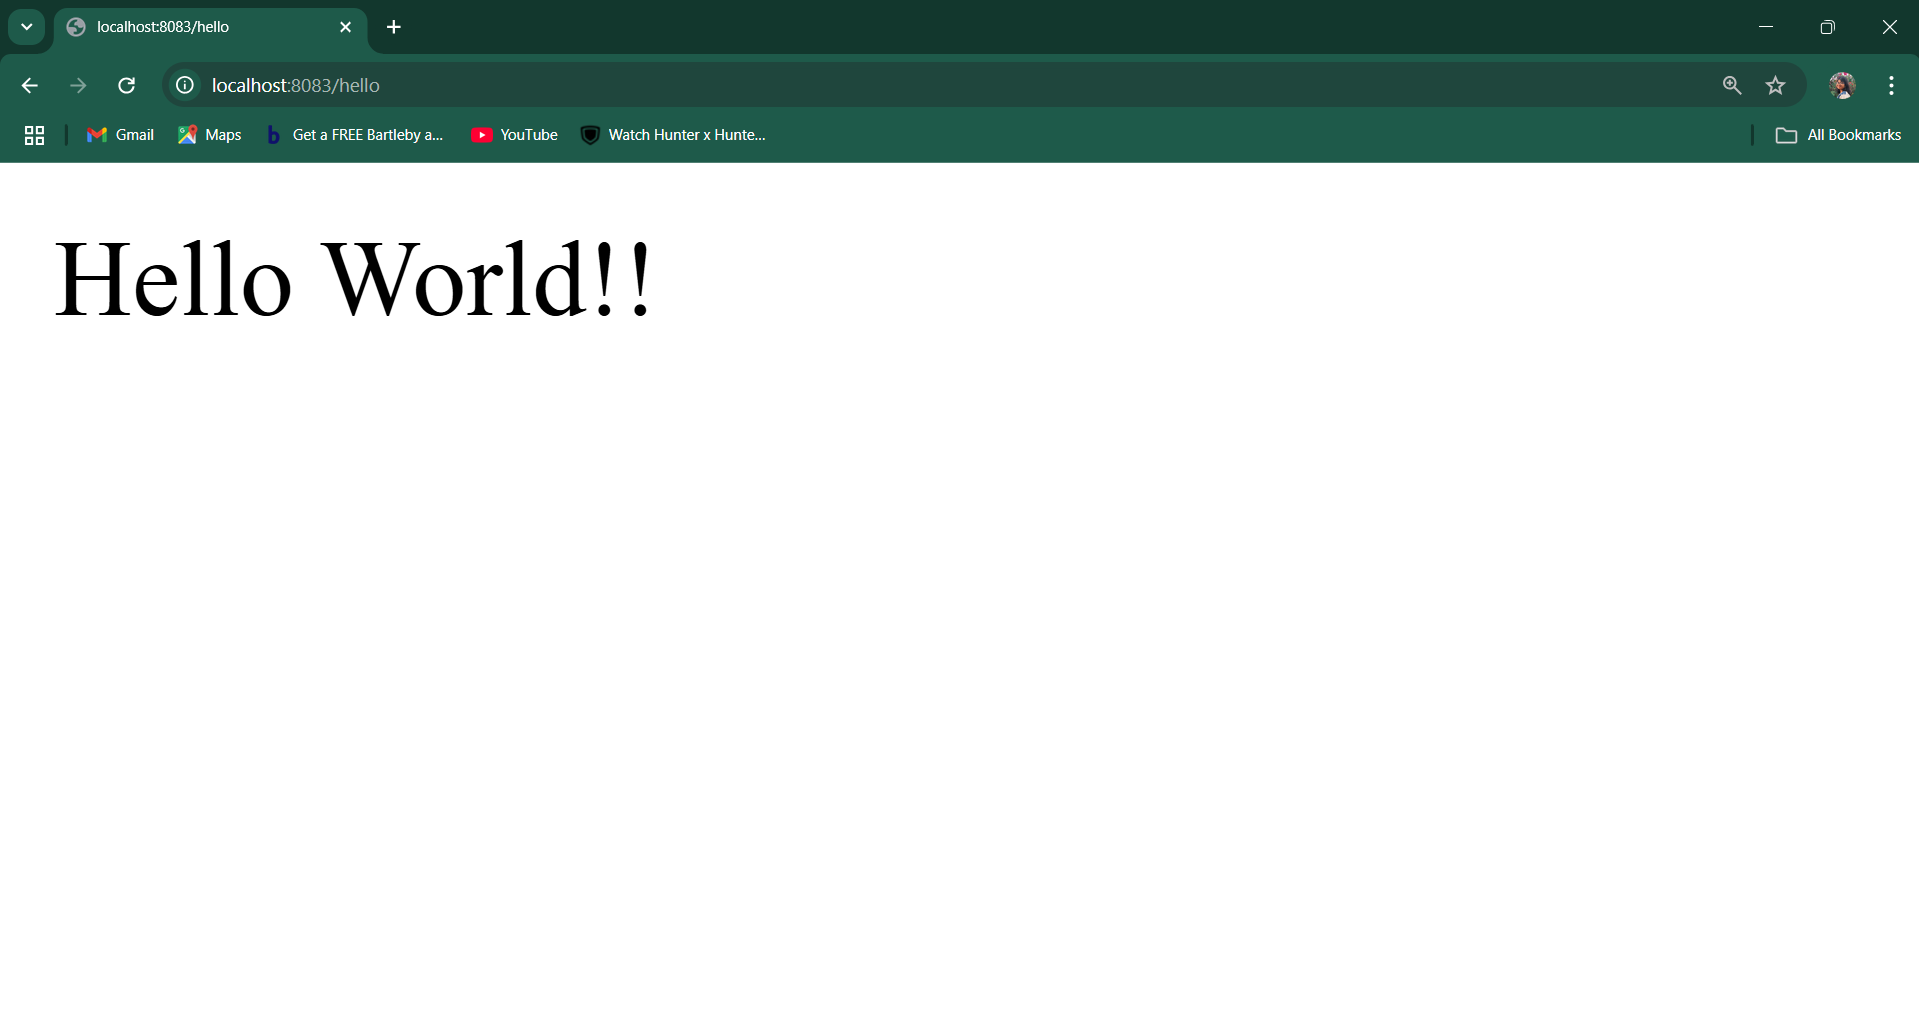 localhost:8083/hello
localhost:8083/hello
Gmail
Maps
b
Get a FREE Bartleby a...
YouTube
Watch Hunter x Hunte...
All Bookmarks
Hello World!!